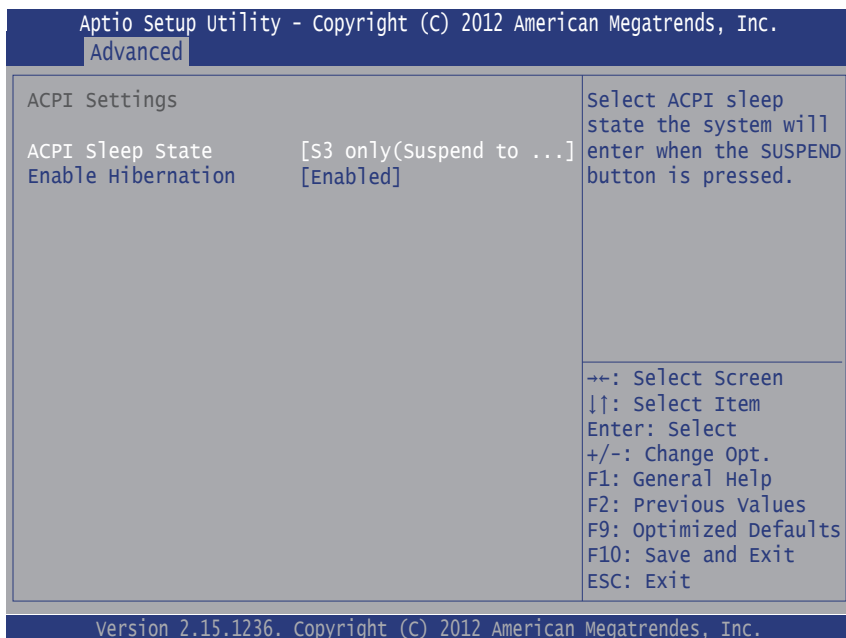 Aptio Setup Utility - Copyright (C) 2012 American Megatrends, Inc.
Advanced
ACPI Settings
ACPI Sleep State [S3 only(Suspend to ...]
Enable Hibernation [Enabled]
Select ACPI sleep
state the system will
enter when the SUSPEND
button is pressed.
→←: Select Screen
↓↑: Select Item
Enter: Select
+/-: Change Opt.
F1: General Help
F2: Previous Values
F9: Optimized Defaults
F10: Save and Exit
ESC: Exit
Version 2.15.1236. Copyright (C) 2012 American Megatrendes, Inc.